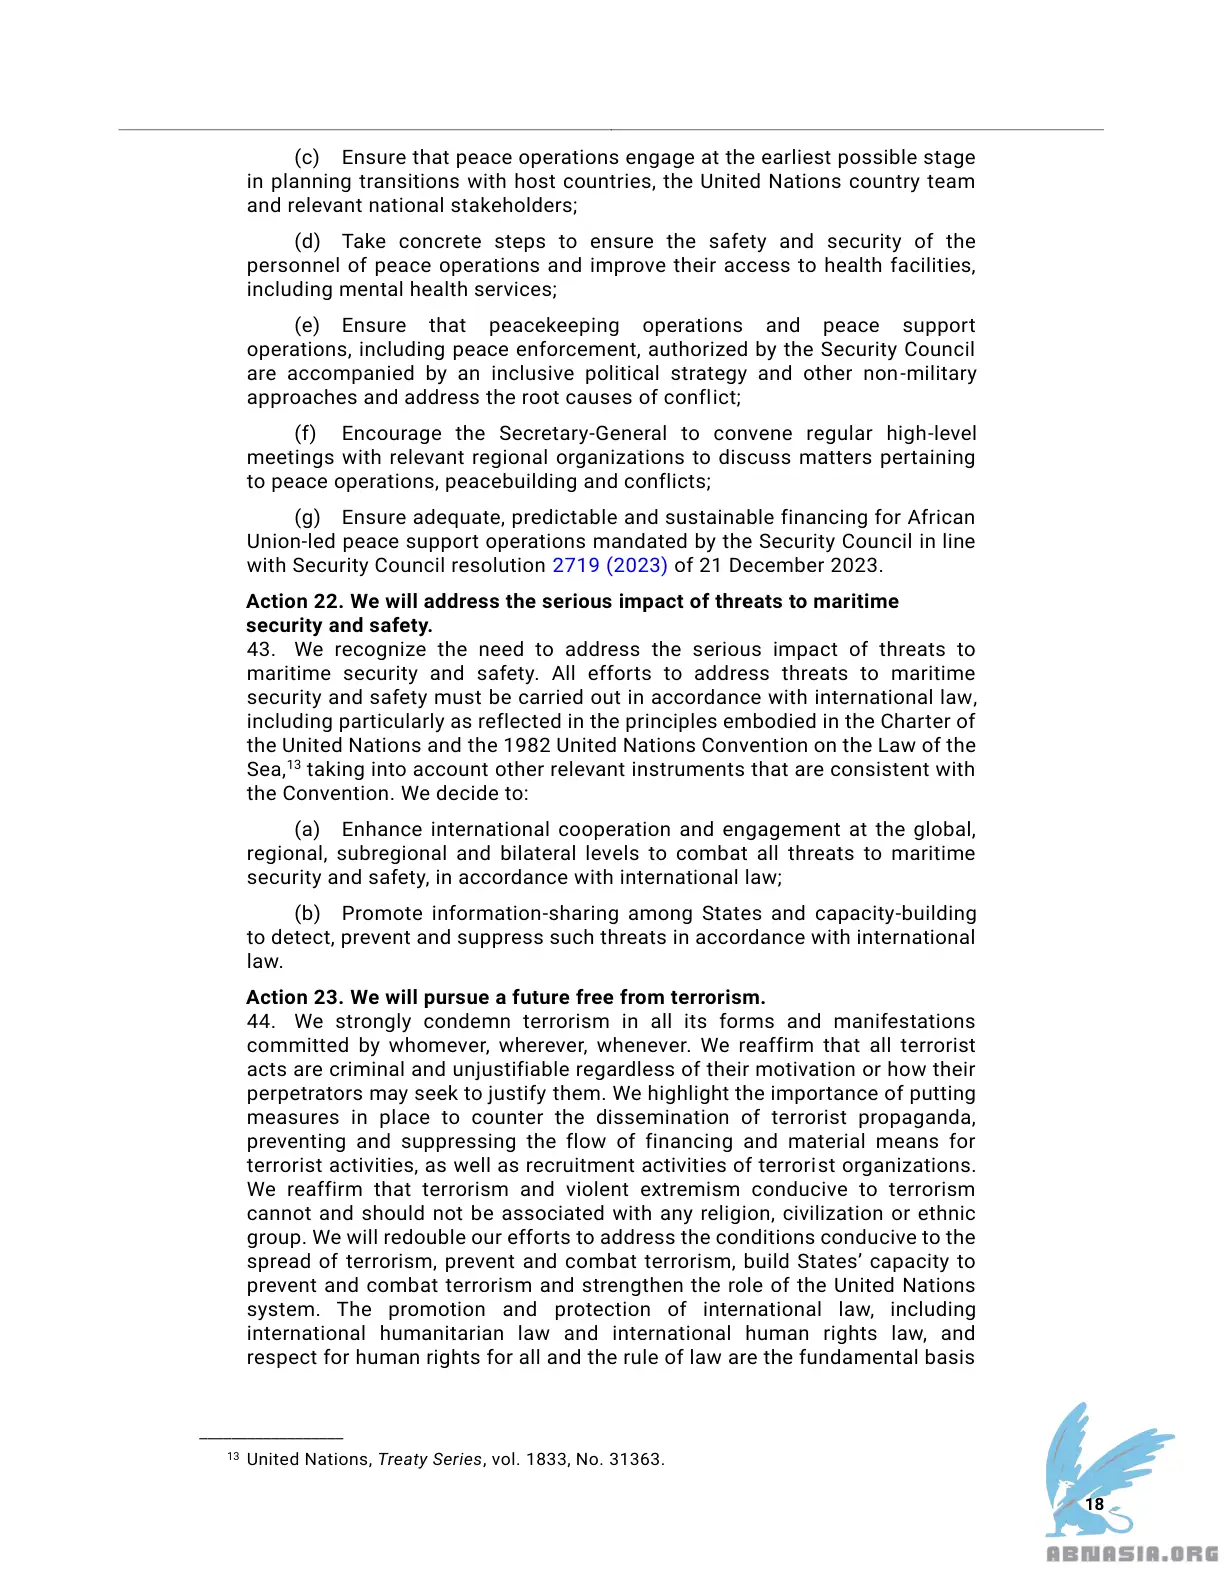 (c) Ensure that peace operations engage at the earliest possible stage
in planning transitions with host countries, the United Nations country team
and relevant national stakeholders;
(d) Take concrete steps to ensure the safety and security of the
personnel of peace operations and improve their access to health facilities,
including mental health services;
(e) Ensure that peacekeeping operations and peace support
operations, including peace enforcement, authorized by the Security Council
are accompanied by an inclusive political strategy and other non-military
approaches and address the root causes of conflict;
(f) Encourage the Secretary-General to convene regular high-level
meetings with relevant regional organizations to discuss matters pertaining
to peace operations, peacebuilding and conflicts;
(g) Ensure adequate, predictable and sustainable financing for African
Union-led peace support operations mandated by the Security Council in line
with Security Council resolution 2719 (2023) of 21 December 2023.
Action 22. We will address the serious impact of threats to maritime
security and safety.
43. We recognize the need to address the serious impact of threats to
maritime security and safety. All efforts to address threats to maritime
security and safety must be carried out in accordance with international law,
including particularly as reflected in the principles embodied in the Charter of
the United Nations and the 1982 United Nations Convention on the Law of the
Sea,13 taking into account other relevant instruments that are consistent with
the Convention. We decide to:
(a) Enhance international cooperation and engagement at the global,
regional, subregional and bilateral levels to combat all threats to maritime
security and safety, in accordance with international law;
(b) Promote information-sharing among States and capacity-building
to detect, prevent and suppress such threats in accordance with international
law.
Action 23. We will pursue a future free from terrorism.
44. We strongly condemn terrorism in all its forms and manifestations
committed by whomever, wherever, whenever. We reaffirm that all terrorist
acts are criminal and unjustifiable regardless of their motivation or how their
perpetrators may seek to justify them. We highlight the importance of putting
measures in place to counter the dissemination of terrorist propaganda,
preventing and suppressing the flow of financing and material means for
terrorist activities, as well as recruitment activities of terrorist organizations.
We reaffirm that terrorism and violent extremism conducive to terrorism
cannot and should not be associated with any religion, civilization or ethnic
group. We will redouble our efforts to address the conditions conducive to the
spread of terrorism, prevent and combat terrorism, build States’ capacity to
prevent and combat terrorism and strengthen the role of the United Nations
system. The promotion and protection of international law, including
international humanitarian law and international human rights law, and
respect for human rights for all and the rule of law are the fundamental basis
13 United Nations, Treaty Series, vol. 1833, No. 31363.
18
ABNASIA.ORG